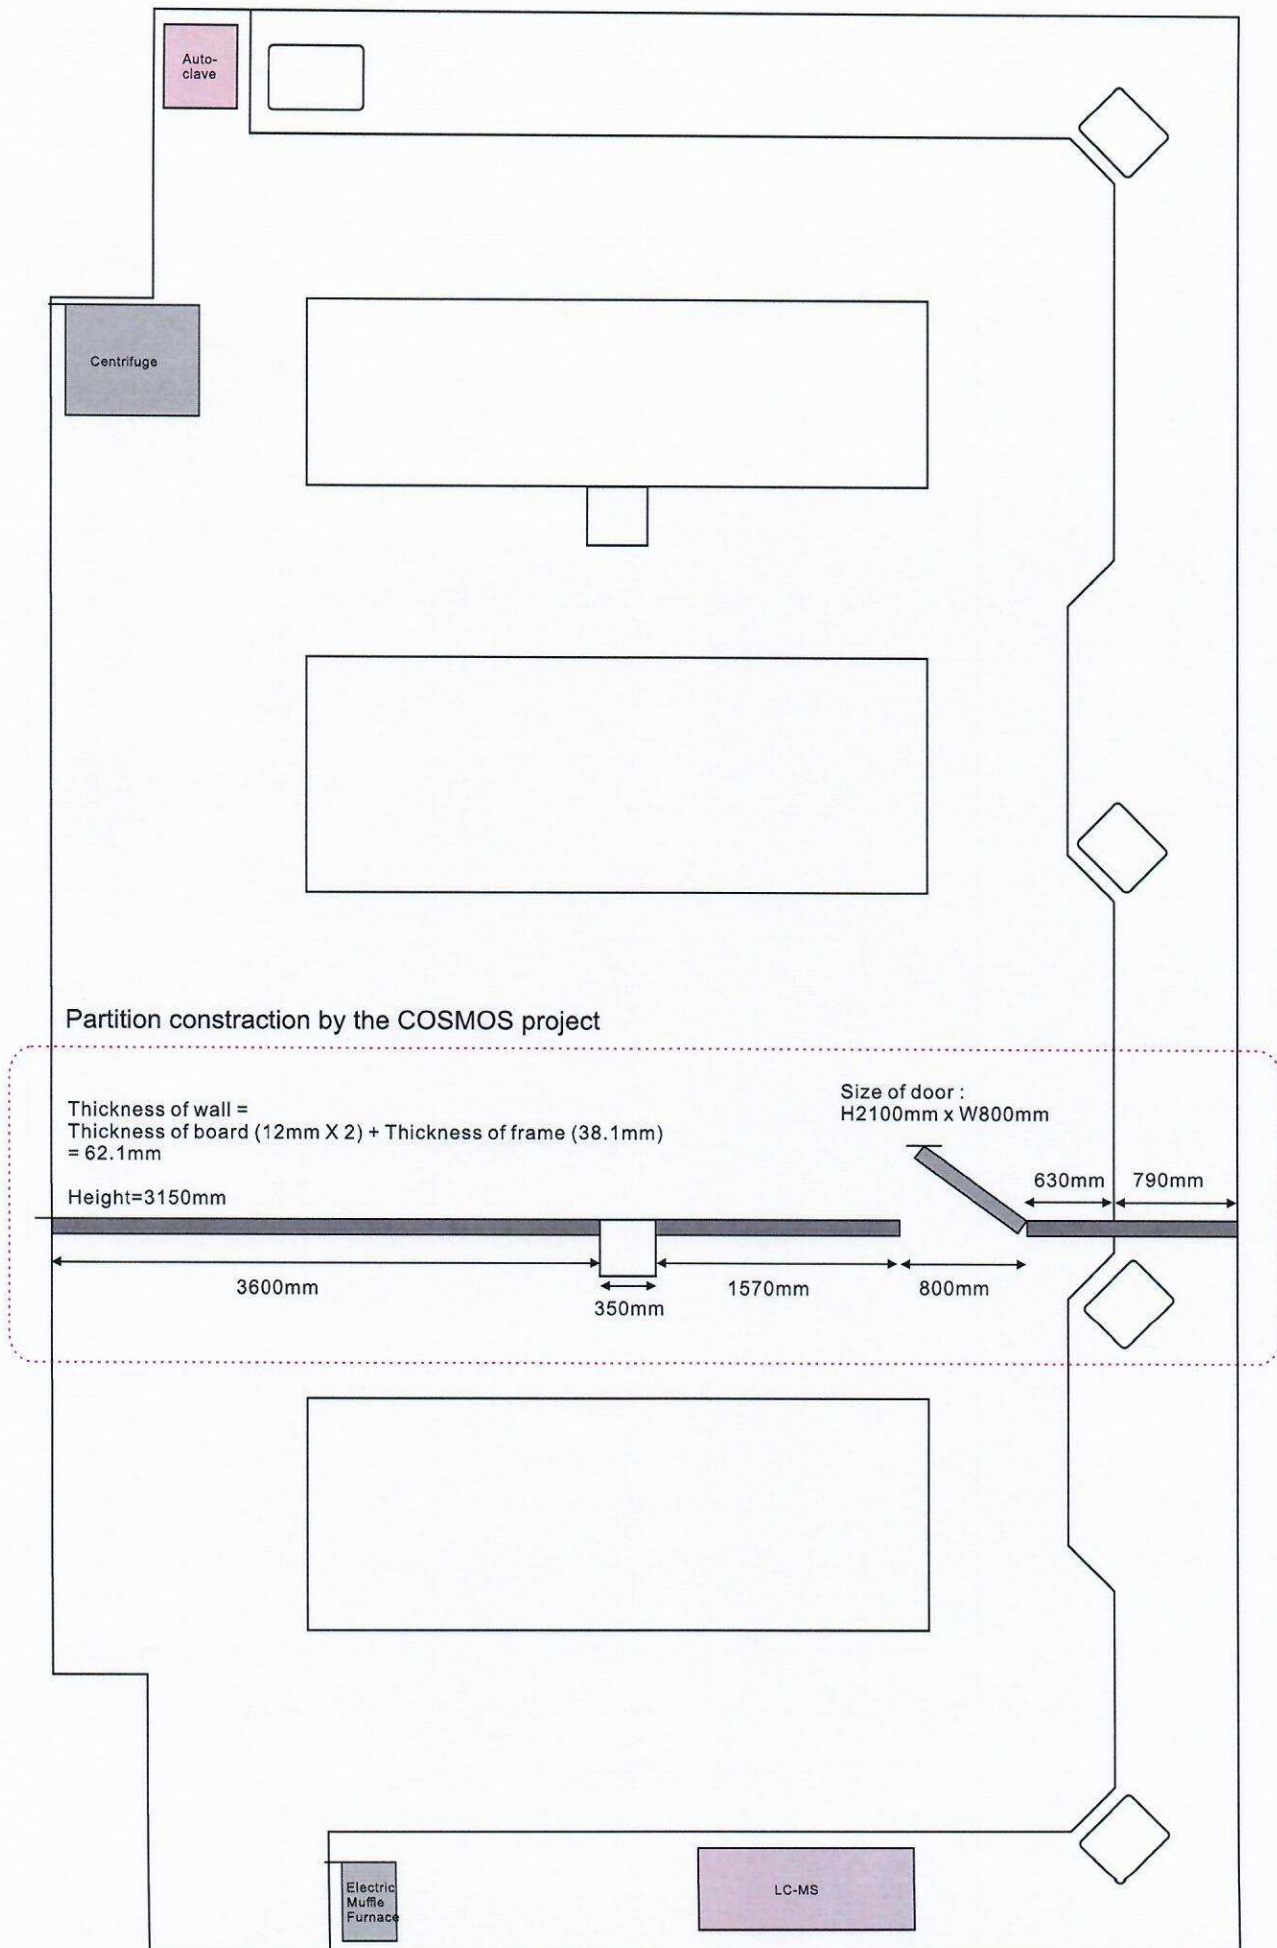 Auto-
clave
Centrifuge
Partition constraction by the COSMOS project
Thickness of wall =
Thickness of board (12mm X 2) + Thickness of frame (38.1mm)
= 62.1mm
Height=3150mm
Size of door :
H2100mm x W800mm
630mm
790mm
3600mm
350mm
1570mm
800mm
Electric
Muffle
Furnace
LC-MS